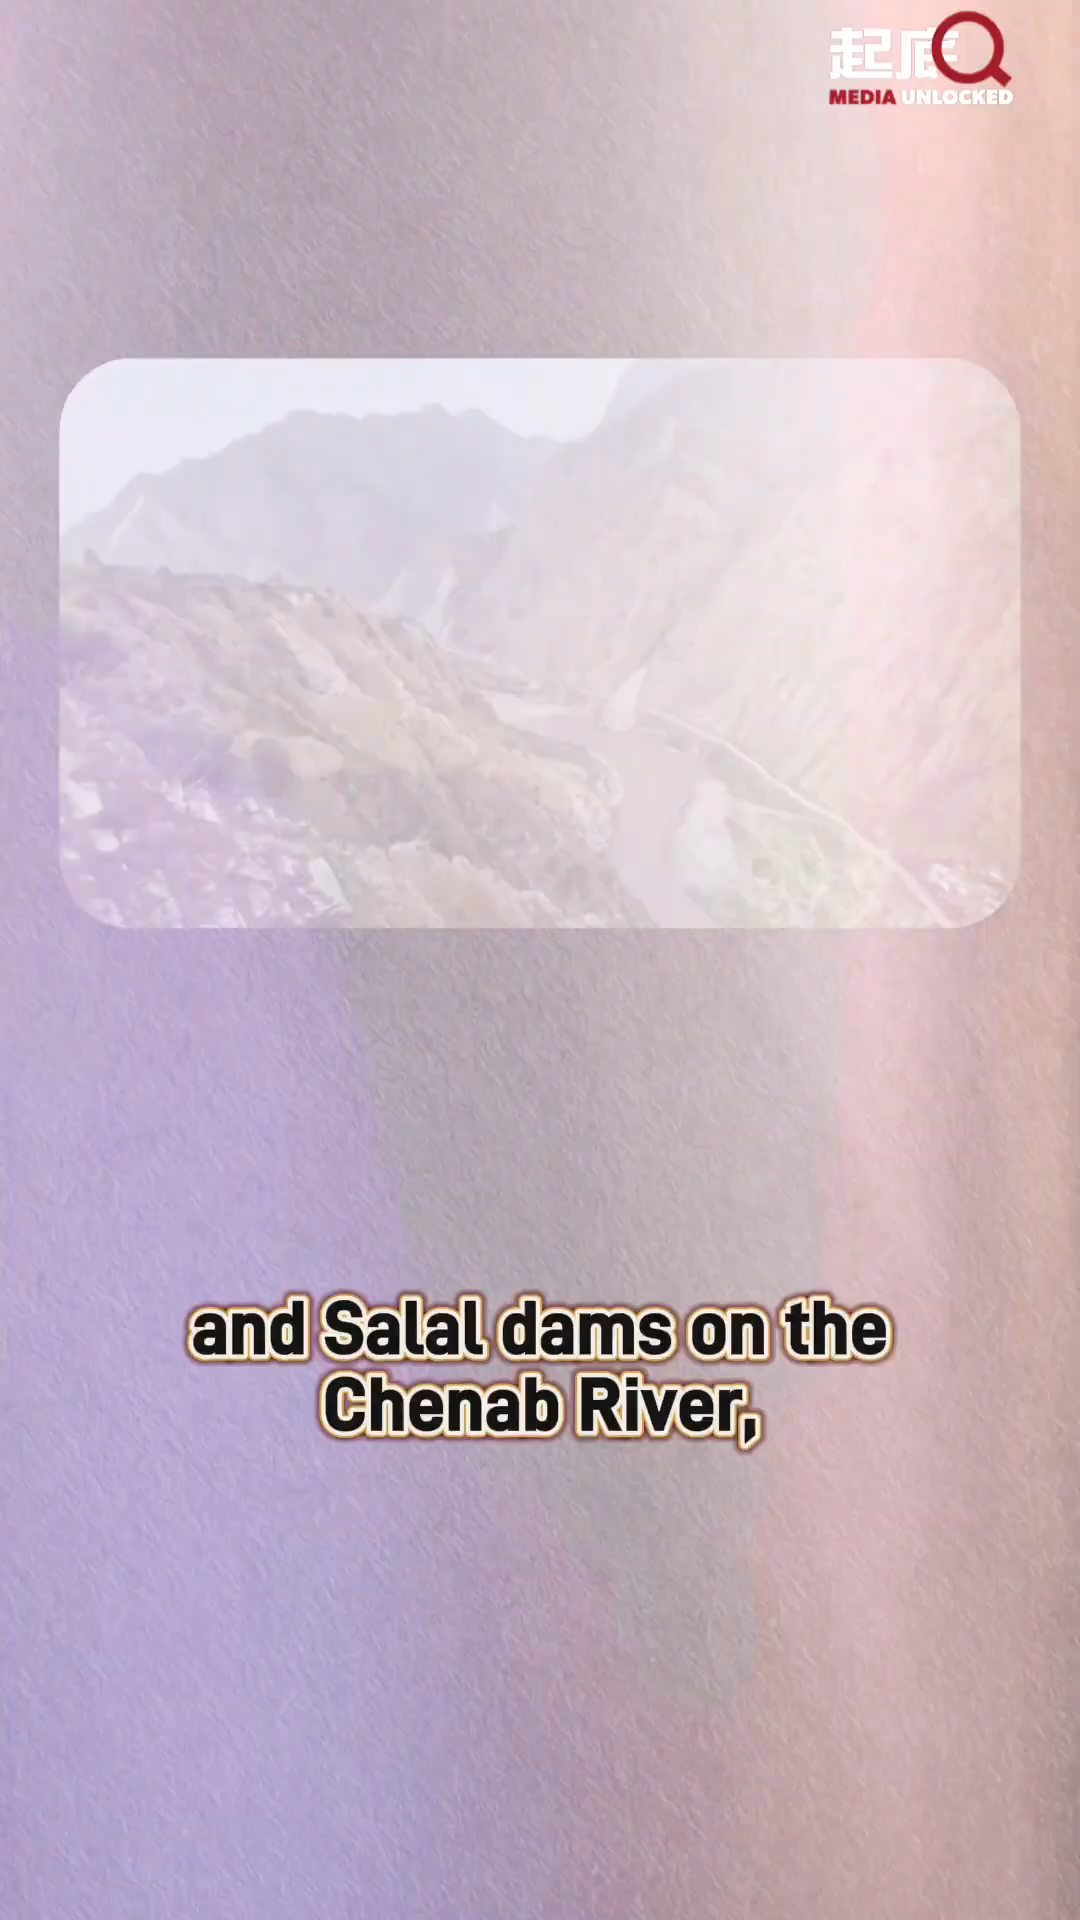 起底
MEDIA UNLOCKED
and Salal dams on the
Chenab River,